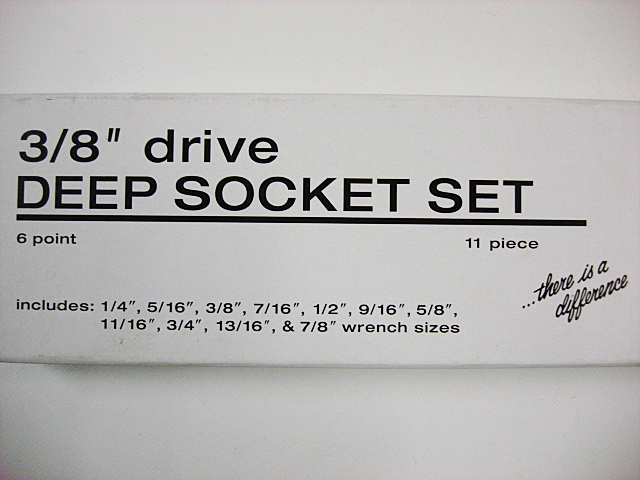 3/8" drive
DEEP SOCKET SET
6 point
11 piece
includes: 1/4", 5/16", 3/8", 7/16", 1/2", 9/16", 5/8",
11/16", 3/4", 13/16", & 7/8" wrench sizes
...there is a
difference